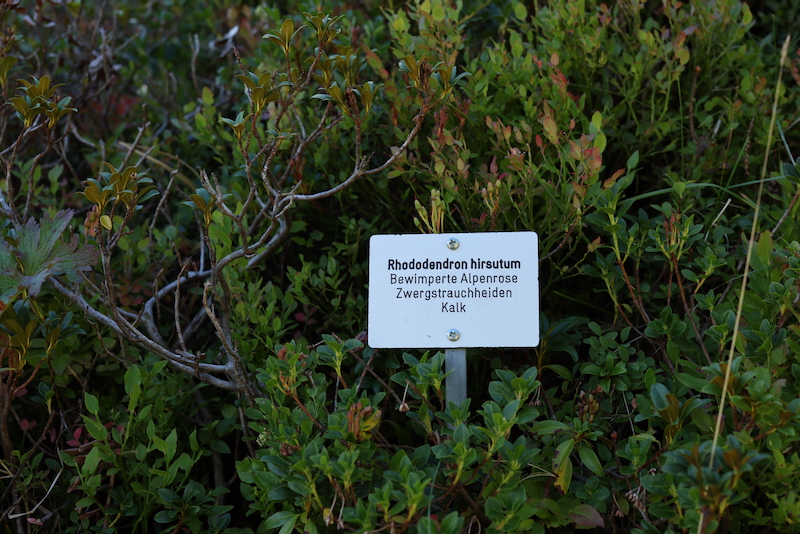 Rhododendron hirsutum
Bewimperte Alpenrose
Zwergstrauchheiden
Kalk